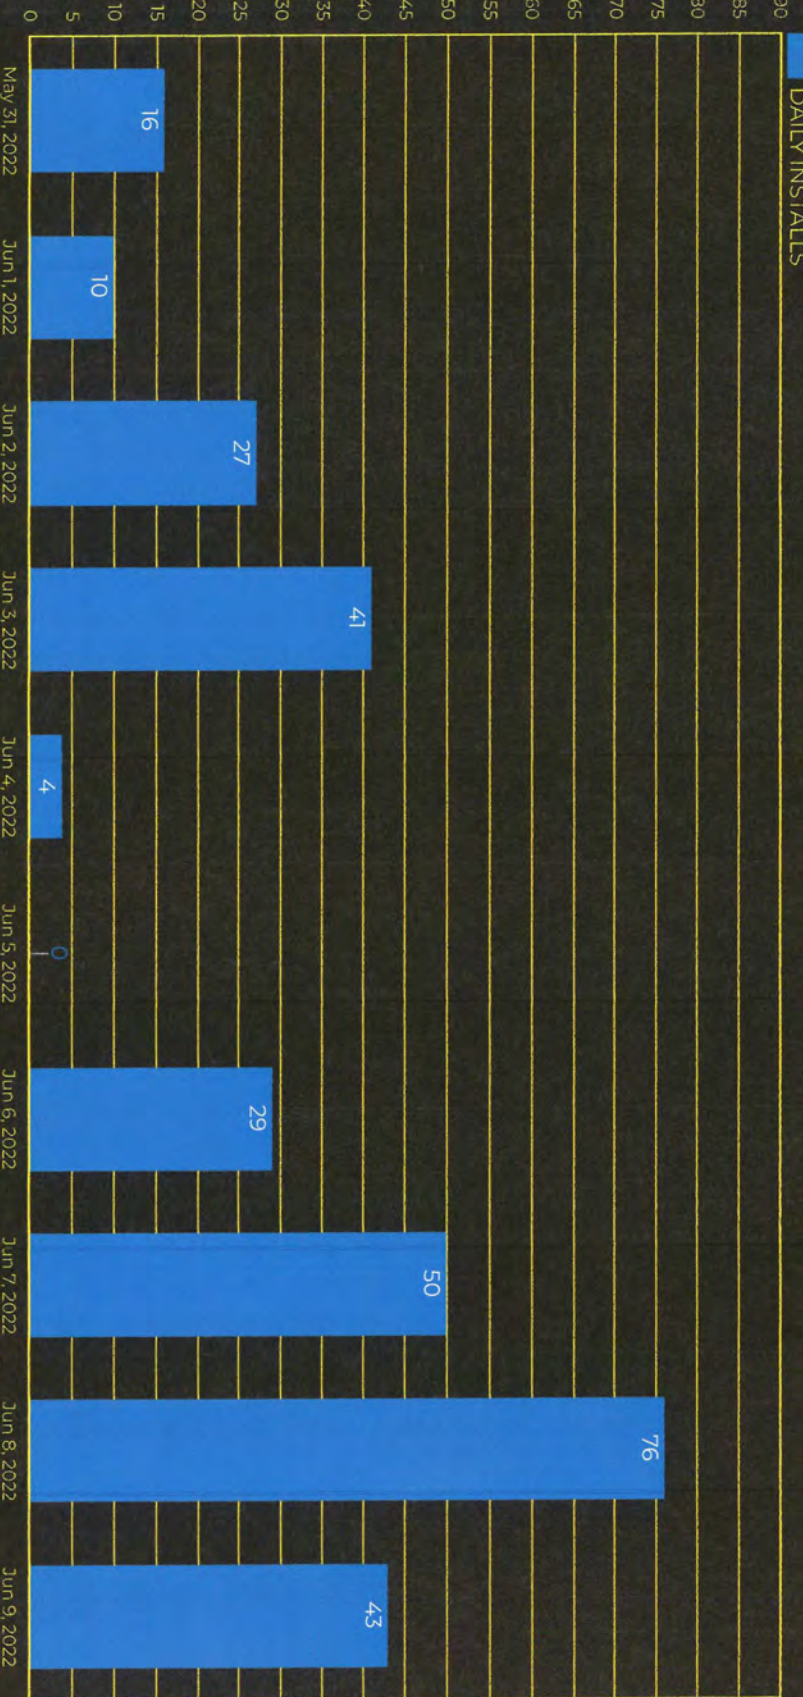 DAILY INSTALLS
90
85
80
75
70
65
60
55
50
45
40
35
30
25
20
15
10
5
0
16
10
27
41
4
0
29
50
76
43
May 31, 2022
Jun 1, 2022
Jun 2, 2022
Jun 3, 2022
Jun 4, 2022
Jun 5, 2022
Jun 6, 2022
Jun 7, 2022
Jun 8, 2022
Jun 9, 2022